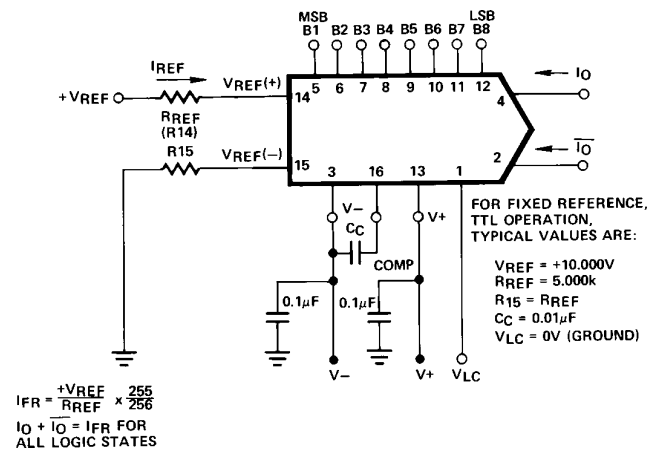 MSB LSB
B1 B2 B3 B4 B5 B6 B7 B8
IREF
+VREF
RREF
(R14)
VREF(+)
14
5 6 7 8 9 10 11 12
4
IO
R15
VREF(−)
15
3 16 13 1
2
IO
V− CC V+
COMP
0.1μF 0.1μF
V− V+ VLC
FOR FIXED REFERENCE,
TTL OPERATION,
TYPICAL VALUES ARE:
VREF = +10.000V
RREF = 5.000k
R15 = RREF
CC = 0.01μF
VLC = 0V (GROUND)
IFR = +VREF/RREF x 255/256
IO + IO = IFR FOR
ALL LOGIC STATES